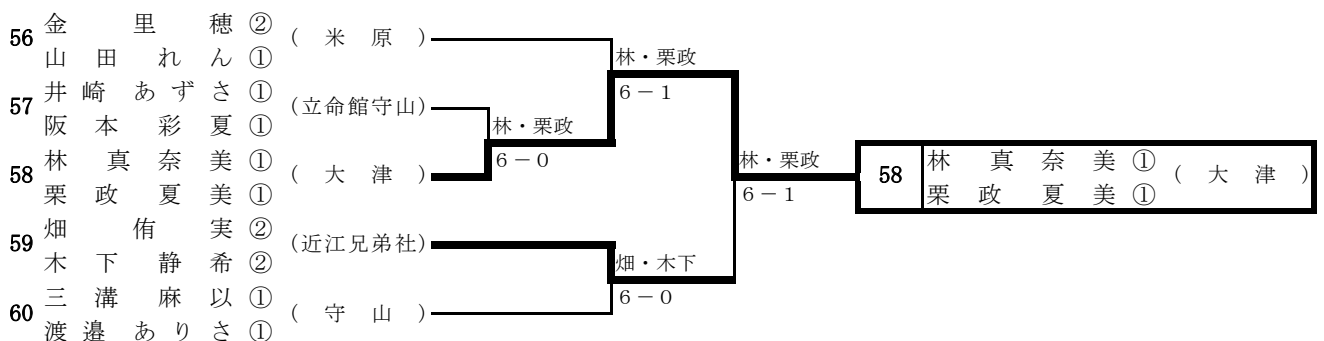 56 金里穂② (米原)
山田れん①
林・栗政
6－1
57 井崎あずさ① (立命館守山)
阪本彩夏①
林・栗政
6－0
58 林真奈美① (大津)
栗政夏美①
林・栗政
6－1
58 林真奈美① (大津)
栗政夏美①
59 畑侑実② (近江兄弟社)
木下静希②
畑・木下
6－0
60 三溝麻以① (守山)
渡邉ありさ①